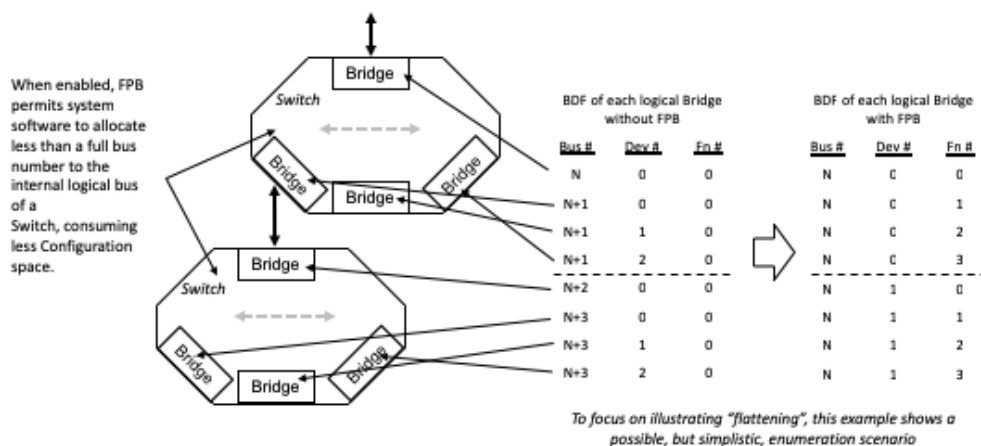 When enabled, FPB
permits system
software to allocate
less than a full bus
number to the
internal logical bus
of a
Switch, consuming
less Configuration
space.
Bridge
Switch
Bridge
Bridge
Bridge
Bridge
Switch
Bridge
Bridge
Bridge
BDF of each logical Bridge
without FPB
Bus # Dev # Fn #
N 0 0
N+1 0 0
N+1 1 0
N+1 2 0
N+2 0 0
N+3 0 0
N+3 1 0
N+3 2 0
BDF of each logical Bridge
with FPB
Bus # Dev # Fn #
N 0 0
N 0 1
N 0 2
N 0 3
N 1 0
N 1 1
N 1 2
N 1 3
To focus on illustrating “flattening”, this example shows a
possible, but simplistic, enumeration scenario